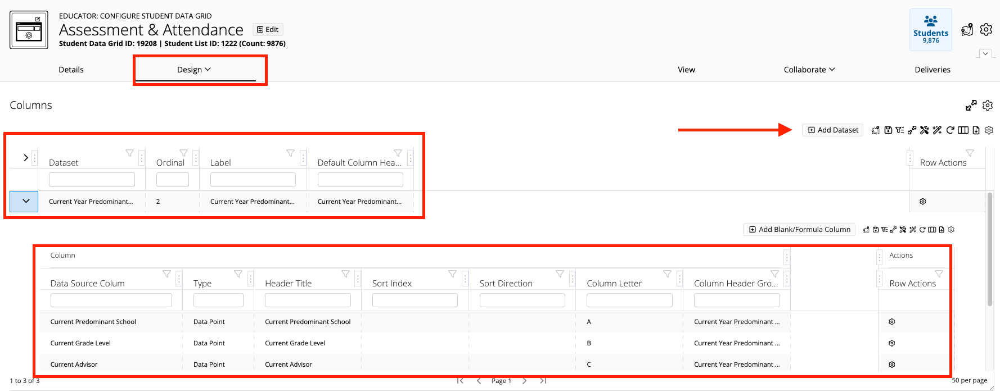 EDUCATOR: CONFIGURE STUDENT DATA GRID
Assessment & Attendance Edit
Student Data Grid ID: 19208 | Student List ID: 1222 (Count: 9876)
Students
9,876
Details Design View Collaborate Deliveries
Columns
Add Dataset
Dataset Ordinal Label Default Column Hea... Row Actions
Current Year Predominant... 2 Current Year Predominant... Current Year Predominant...
Add Blank/Formula Column
Column Actions
Data Source Colum Type Header Title Sort Index Sort Direction Column Letter Column Header Gro... Row Actions
Current Predominant School Data Point Current Predominant School A Current Year Predominant ...
Current Grade Level Data Point Current Grade Level B Current Year Predominant ...
Current Advisor Data Point Current Advisor C Current Year Predominant ...
1 to 3 of 3 Page 1 50 per page